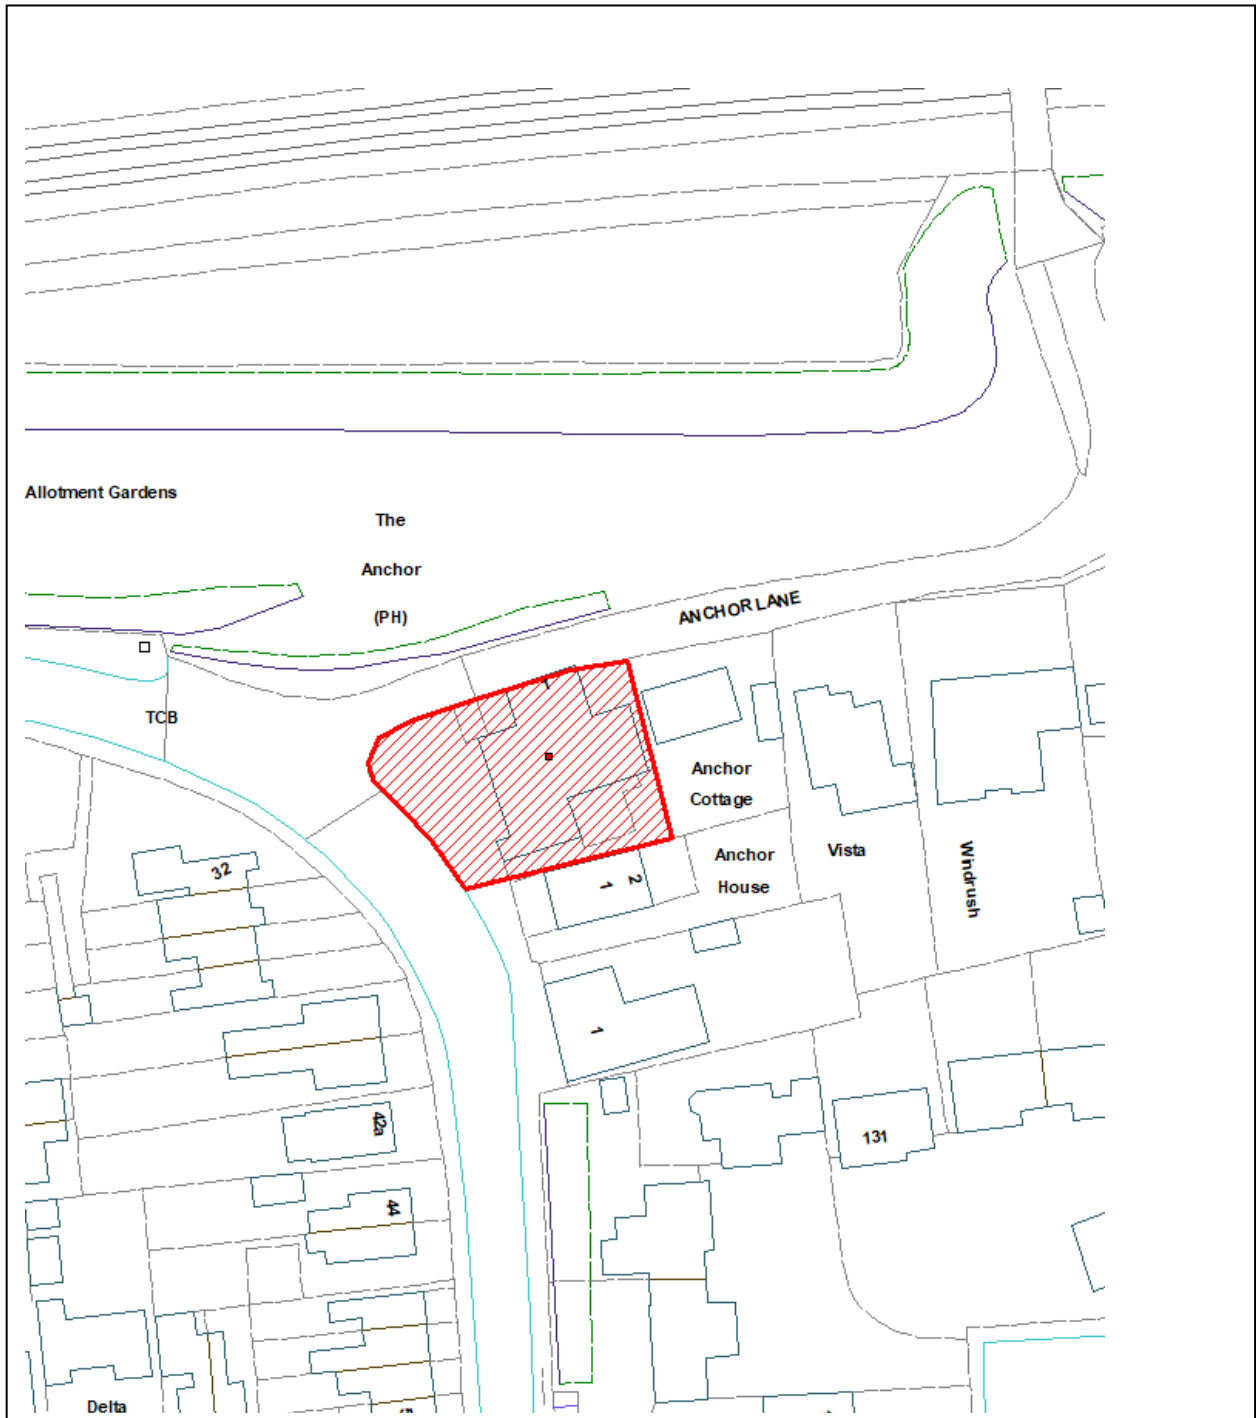 Allotment Gardens
The
Anchor
(PH)
ANCHOR LANE
TCB
Anchor
Cottage
Anchor
House
Vista
Windrush
32
1
2
1
42a
131
44
Delta